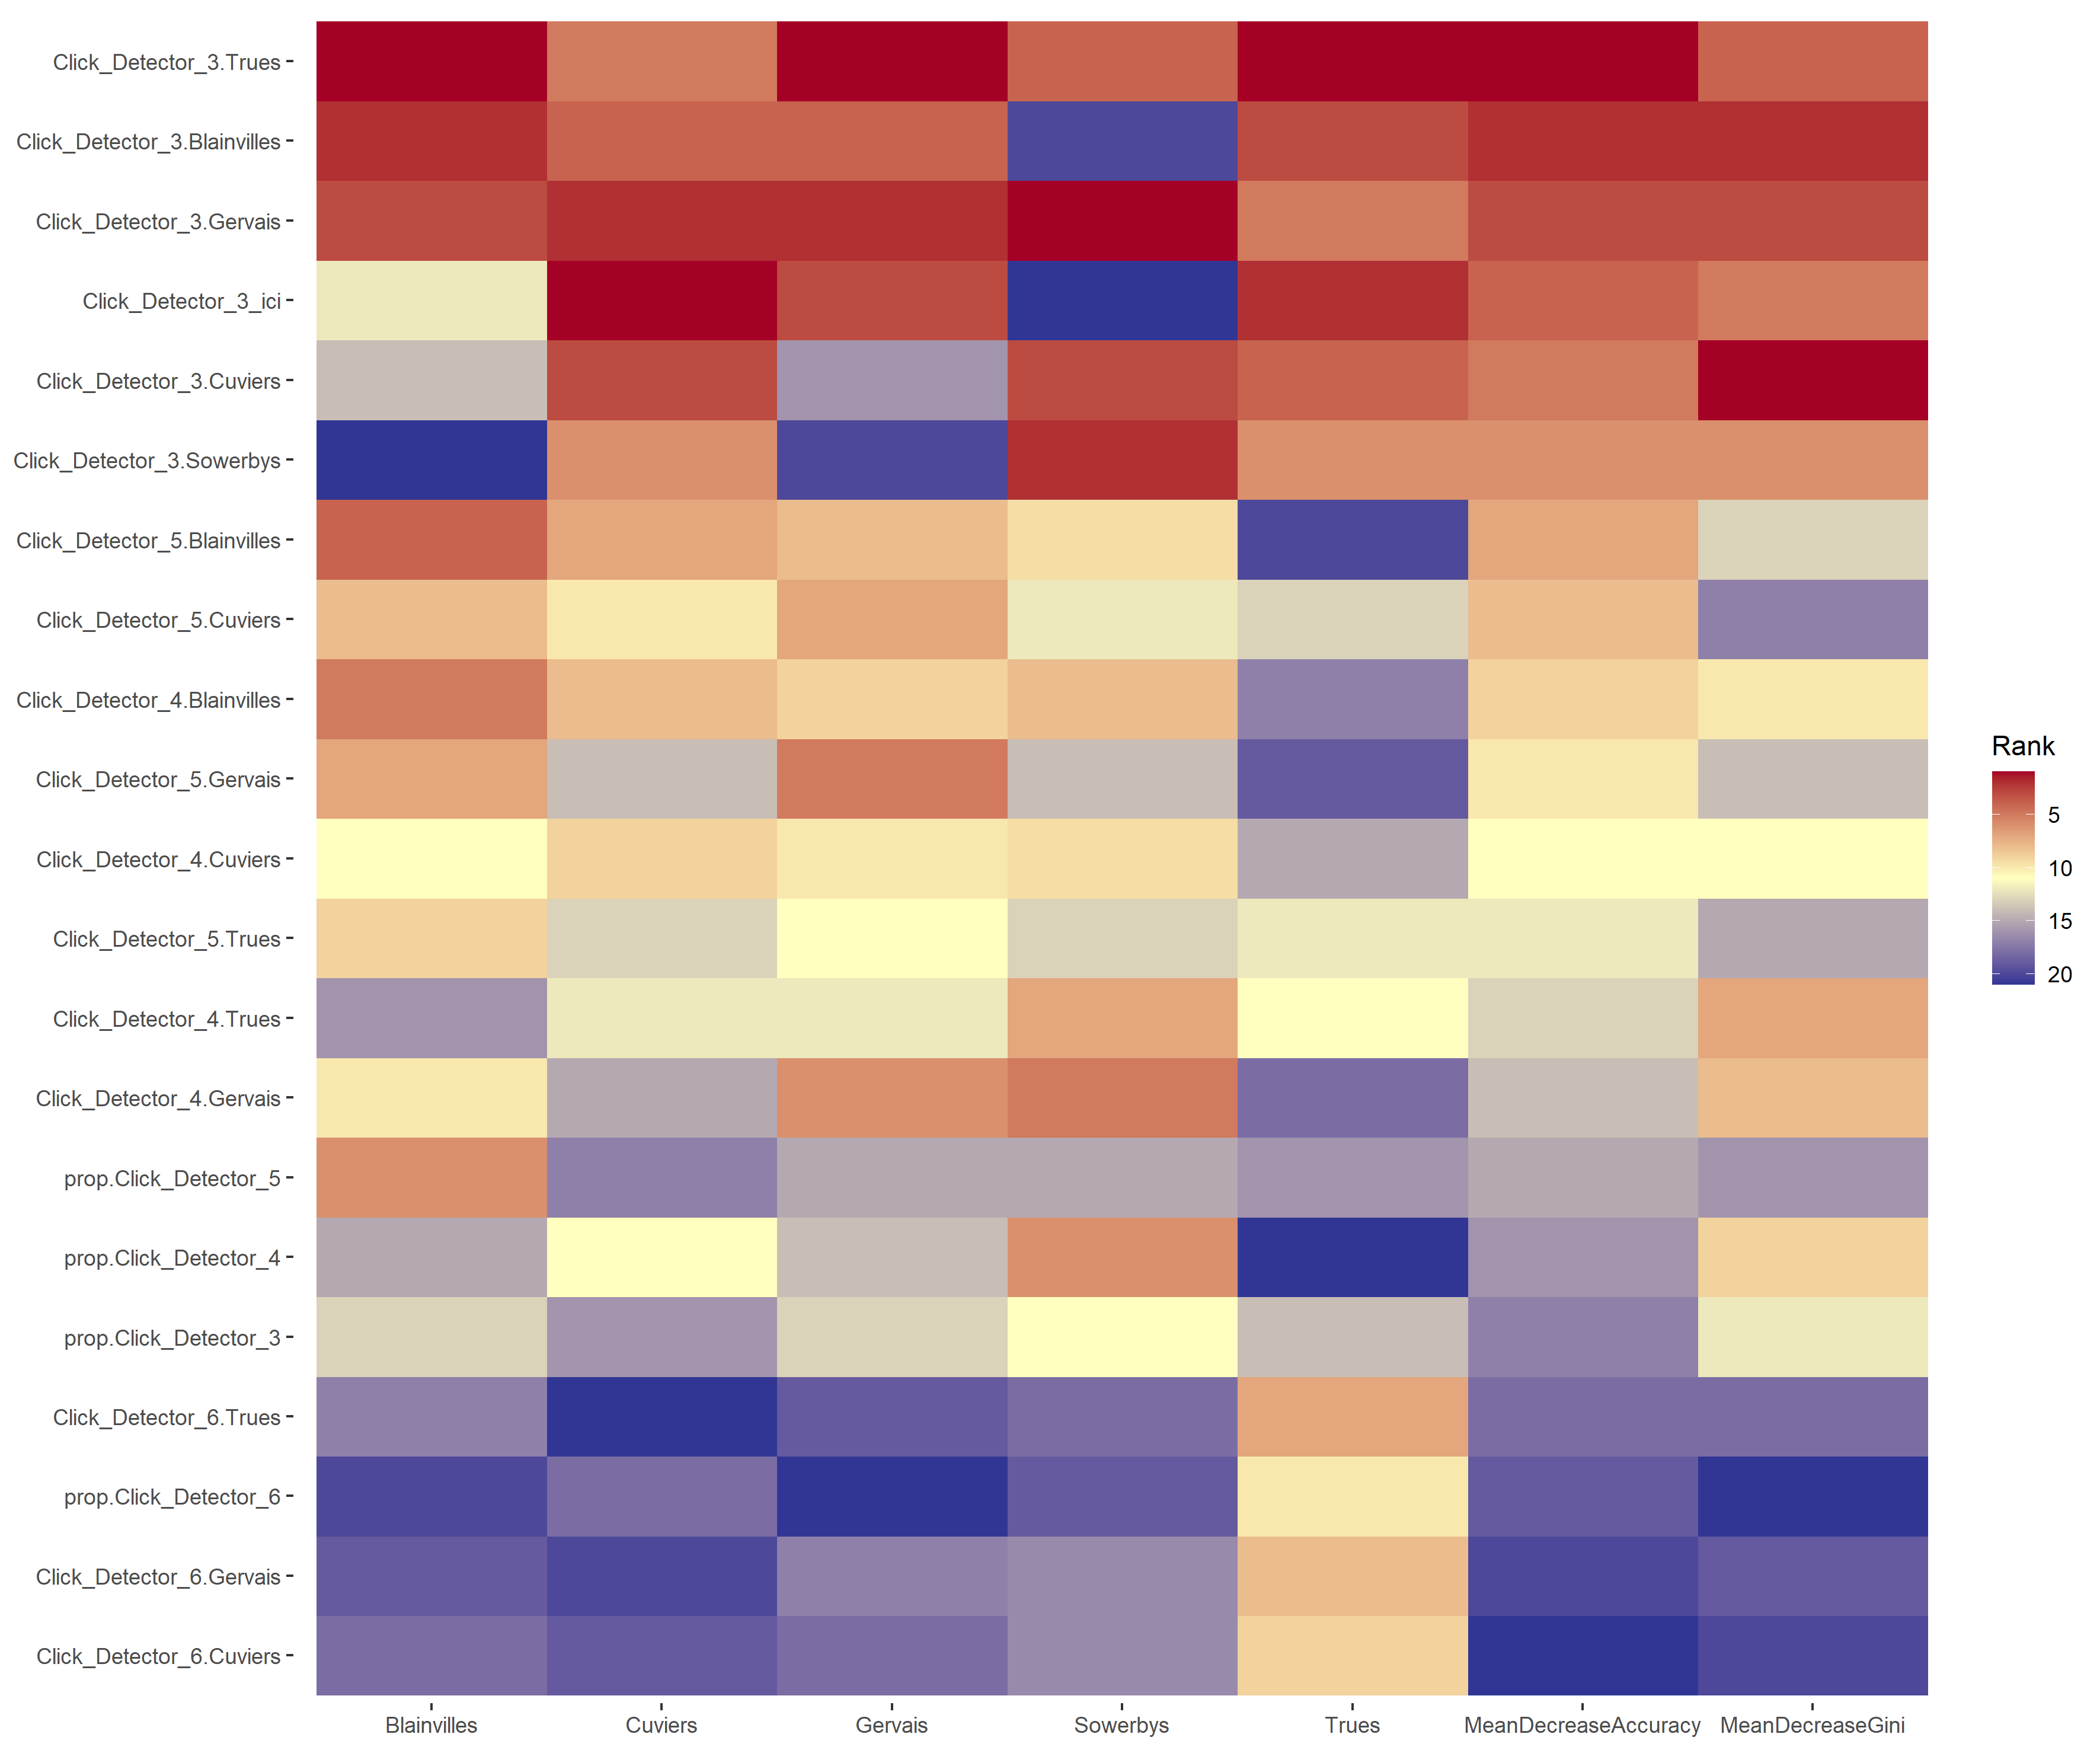 Click_Detector_3.Trues
Click_Detector_3.Blainvilles
Click_Detector_3.Gervais
Click_Detector_3_ici
Click_Detector_3.Cuviers
Click_Detector_3.Sowerbys
Click_Detector_5.Blainvilles
Click_Detector_5.Cuviers
Click_Detector_4.Blainvilles
Click_Detector_5.Gervais
Click_Detector_4.Cuviers
Click_Detector_5.Trues
Click_Detector_4.Trues
Click_Detector_4.Gervais
prop.Click_Detector_5
prop.Click_Detector_4
prop.Click_Detector_3
Click_Detector_6.Trues
prop.Click_Detector_6
Click_Detector_6.Gervais
Click_Detector_6.Cuviers
Blainvilles Cuviers Gervais Sowerbys Trues MeanDecreaseAccuracy MeanDecreaseGini
Rank
5
10
15
20